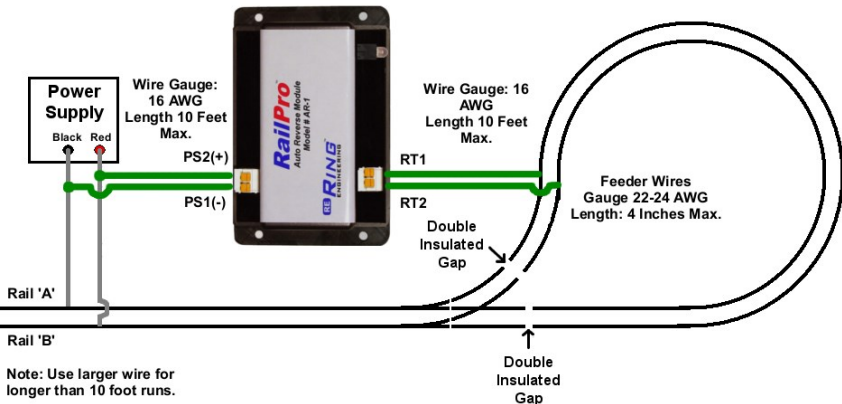 Power
Supply
Black Red
Wire Gauge:
16 AWG
Length 10 Feet
Max.
PS2(+)
PS1(-)
RailPro
Auto Reverse Module
Model # AR-1
RE RING
ENGINEERING
Wire Gauge: 16
AWG
Length 10 Feet
Max.
RT1
RT2
Feeder Wires
Gauge 22-24 AWG
Length: 4 Inches Max.
Double
Insulated
Gap
Rail 'A'
Rail 'B'
Double
Insulated
Gap
Note: Use larger wire for
longer than 10 foot runs.